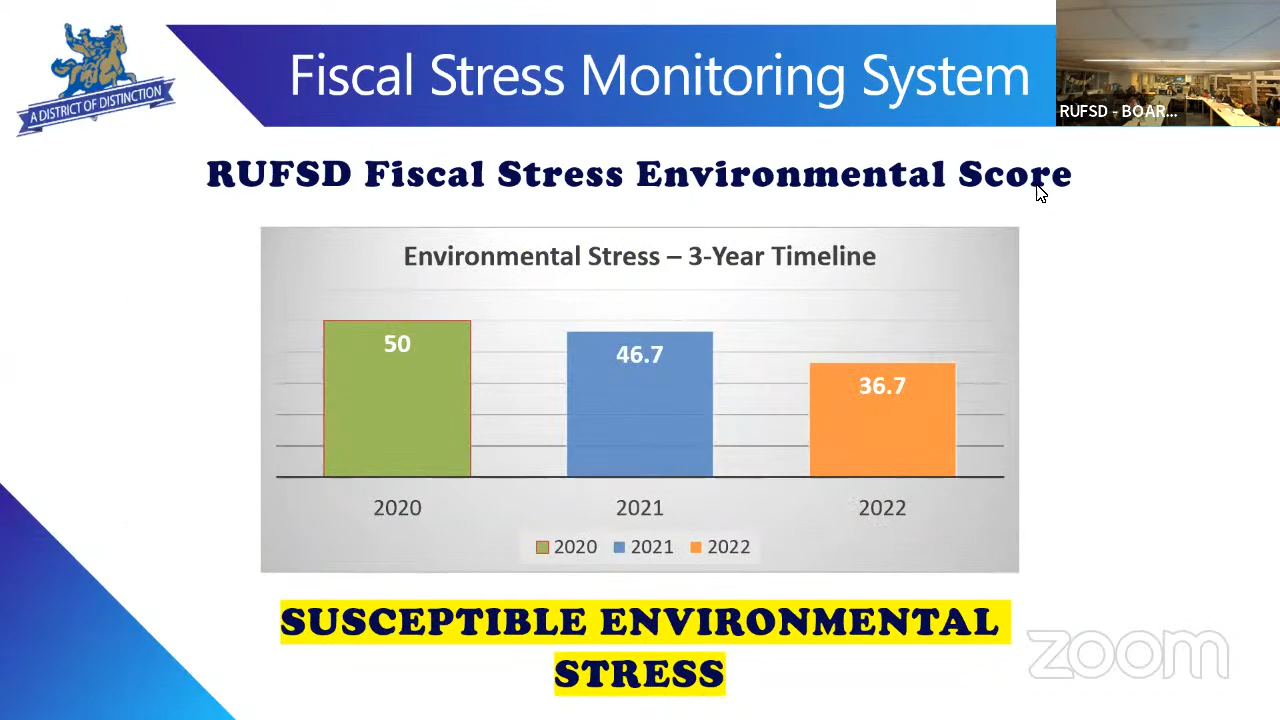 Fiscal Stress Monitoring System
A DISTRICT OF DISTINCTION
RUFSD - BOAR...
RUFSD Fiscal Stress Environmental Score
Environmental Stress – 3-Year Timeline
50
46.7
36.7
2020
2021
2022
2020 2021 2022
SUSCEPTIBLE ENVIRONMENTAL
STRESS
zoom